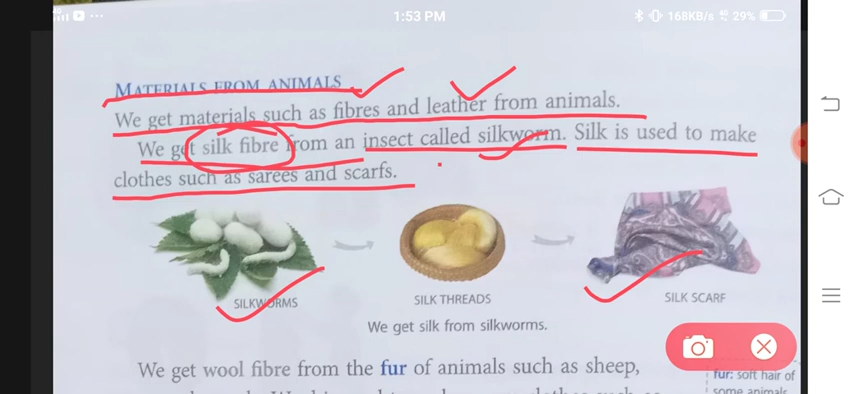 1:53 PM
168KB/s 29%
MATERIALS FROM ANIMALS
We get materials such as fibres and leather from animals.
We get silk fibre from an insect called silkworm. Silk is used to make
clothes such as sarees and scarfs.
SILKWORMS
SILK THREADS
SILK SCARF
We get silk from silkworms.
We get wool fibre from the fur of animals such as sheep,
fur: soft hair of
some animals